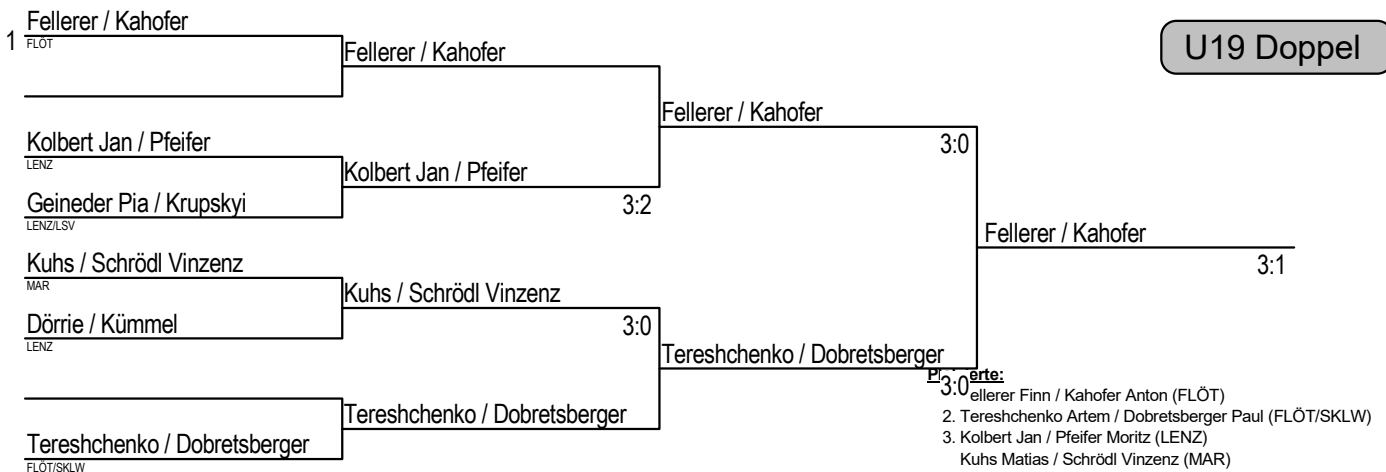 U19 Doppel
1
Fellerer / Kahofer
FLÖT
Kolbert Jan / Pfeifer
LENZ
Geineder Pia / Krupskyi
LENZ/LSV
Kuhs / Schrödl Vinzenz
MAR
Dörrie / Kümmel
LENZ
Tereshchenko / Dobretsberger
FLÖT/SKLW
Fellerer / Kahofer
Kolbert Jan / Pfeifer
3:2
Kuhs / Schrödl Vinzenz
3:0
Tereshchenko / Dobretsberger
Fellerer / Kahofer
3:0
Tereshchenko / Dobretsberger
3:0
Fellerer / Kahofer
3:1
ellerer Finn / Kahofer Anton (FLÖT)
2. Tereshchenko Artem / Dobretsberger Paul (FLÖT/SKLW)
3. Kolbert Jan / Pfeifer Moritz (LENZ)
Kuhs Matias / Schrödl Vinzenz (MAR)